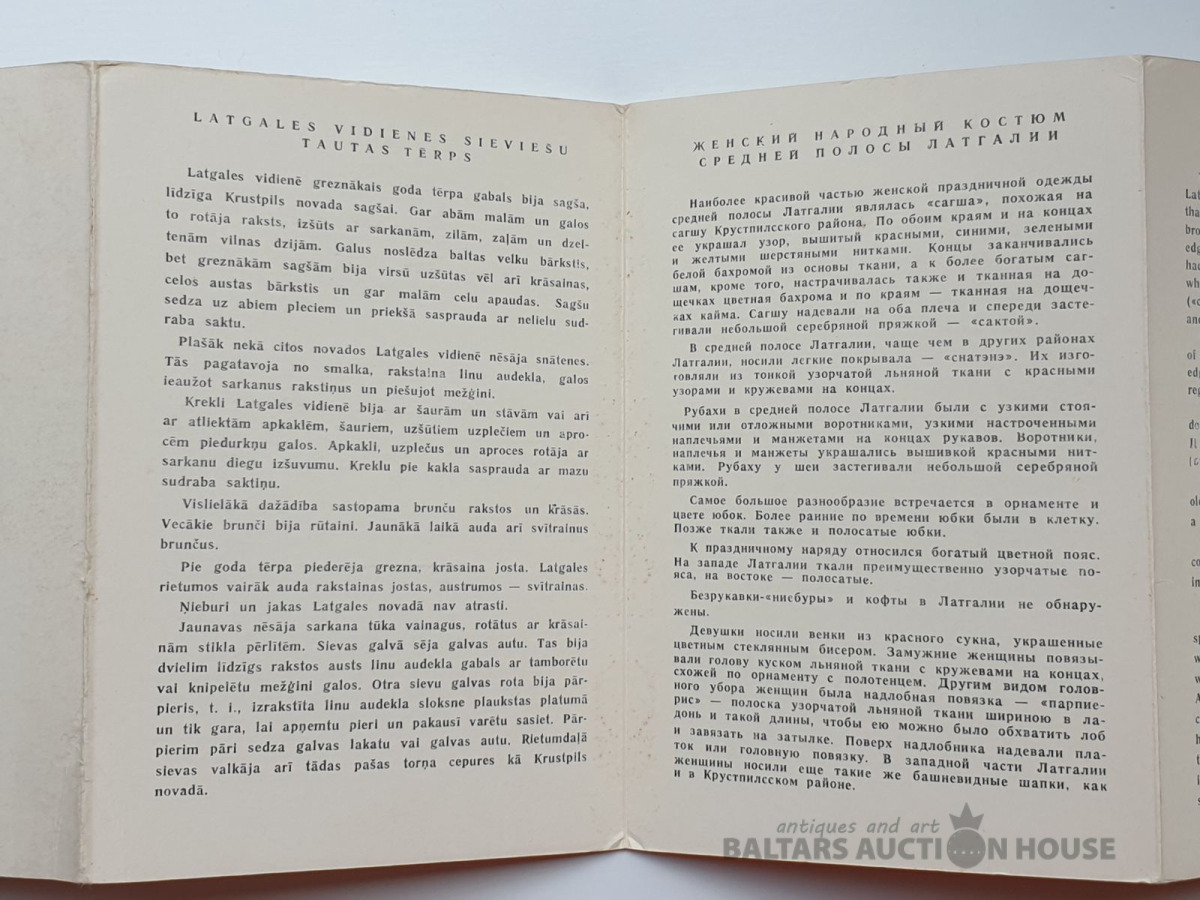 LATGALES VIDIENES SIEVIEŠU
TAUTAS TĒRPS
Latgales vidienē greznākais goda tērpa gabals bija sagša,
līdzīga Krustpils novada sagšai. Gar abām malām un galos
to rotāja raksts, izšūts ar sarkanām, zilām, zaļām un dzel-
tenām vilnas dzijām. Galus noslēdza baltas velku bārkstis,
bet greznākām sagšām bija virsū uzšūtas vēl arī krāsainas,
celos austas bārkstis un gar malām celu apaudas. Sagšu
sedza uz abiem pleciem un priekšā sasprauda ar nelielu sud-
raba saktu.
Plašāk nekā citos novados Latgales vidienē nēsāja snātenes.
Tās pagatavoja no smalka, rakstaina linu audekla, galos
ieaužot sarkanus rakstiņus un piešujot mežģini.
Krekli Latgales vidienē bija ar šaurām un stāvām vai arī
ar atliektām apkaklēm, šauriem, uzšūtiem uzplečiem un apro-
cēm piedurkņu galos. Apkakli, uzplečus un aproces rotāja ar
sarkanu diegu izšuvumu. Kreklu pie kakla sasprauda ar mazu
sudraba saktiņu.
Vislielākā dažādība sastopama brunču rakstos un krāsās.
Vecākie brunči bija rūtaini. Jaunākā laikā auda arī svītrainus
brunčus.
Pie goda tērpa piederēja grezna, krāsaina josta. Latgales
rietumos vairāk auda rakstainas jostas, austrumos — svītrainas.
Ņieburi un jakas Latgales novadā nav atrasti.
Jaunavas nēsāja sarkana tūka vainagus, rotātus ar krāsai-
nām stikla pērlītēm. Sievas galvā sēja galvas autu. Tas bija
dvielim līdzīgs rakstos austs linu audekla gabals ar tamborētu
vai knipelētu mežģini galos. Otra sievu galvas rota bija pār-
pieris, t. i., izrakstīta linu audekla sloksne plaukstas platumā
un tik gara, lai apņemtu pieri un pakausī varētu sasiet. Pār-
pierim pāri sedza galvas lakatu vai galvas autu. Rietumdaļā
sievas valkāja arī tādas pašas torņa cepures kā Krustpils
novadā.
ЖЕНСКИЙ НАРОДНЫЙ КОСТЮМ
СРЕДНЕЙ ПОЛОСЫ ЛАТГАЛИИ
Наиболее красивой частью женской праздничной одежды
средней полосы Латгалии являлась «сагша», похожая на
сагшу Крустпилсского района. По обоим краям и на концах
ее украшал узор, вышитый красными, синими, зелеными
и желтыми шерстяными нитками. Концы заканчивались
белой бахромой из основы ткани, а к более богатым саг-
шам, кроме того, настрачивалась также и тканная на до-
щечках цветная бахрома и по краям — тканная на дощеч-
ках кайма. Сагшу надевали на оба плеча и спереди засте-
гивали небольшой серебряной пряжкой — «сактой».
В средней полосе Латгалии, чаще чем в других районах
Латгалии, носили легкие покрывала — «снатэнэ». Их изго-
товляли из тонкой узорчатой льняной ткани с красными
узорами и кружевами на концах.
Рубахи в средней полосе Латгалии были с узкими стоя-
чими или отложными воротниками, узкими настроченными
наплечьями и манжетами на концах рукавов. Воротники,
наплечья и манжеты украшались вышивкой красными нит-
ками. Рубаху у шеи застегивали небольшой серебряной
пряжкой.
Самое большое разнообразие встречается в орнаменте и
цвете юбок. Более ранние по времени юбки были в клетку.
Позже ткали также и полосатые юбки.
К праздничному наряду относился богатый цветной пояс.
На западе Латгалии ткали преимущественно узорчатые по-
яса, на востоке — полосатые.
Безрукавки-«ниебуры» и кофты в Латгалии не обнару-
жены.
Девушки носили венки из красного сукна, украшенные
цветным стеклянным бисером. Замужние женщины повязы-
вали голову куском льняной ткани с кружевами на концах,
схожей по орнаменту с полотенцем. Другим видом голов-
ного убора женщин была надлобная повязка — «парпие-
рис» — полоска узорчатой льняной ткани шириною в ла-
донь и такой длины, чтобы ею можно было обхватить лоб
и завязать на затылке. Поверх надлобника надевали пла-
ток или головную повязку. В западной части Латгалии
женщины носили еще такие же башневидные шапки, как
и в Крустпилсском районе.
antiques and art
BALTARS AUCTION HOUSE